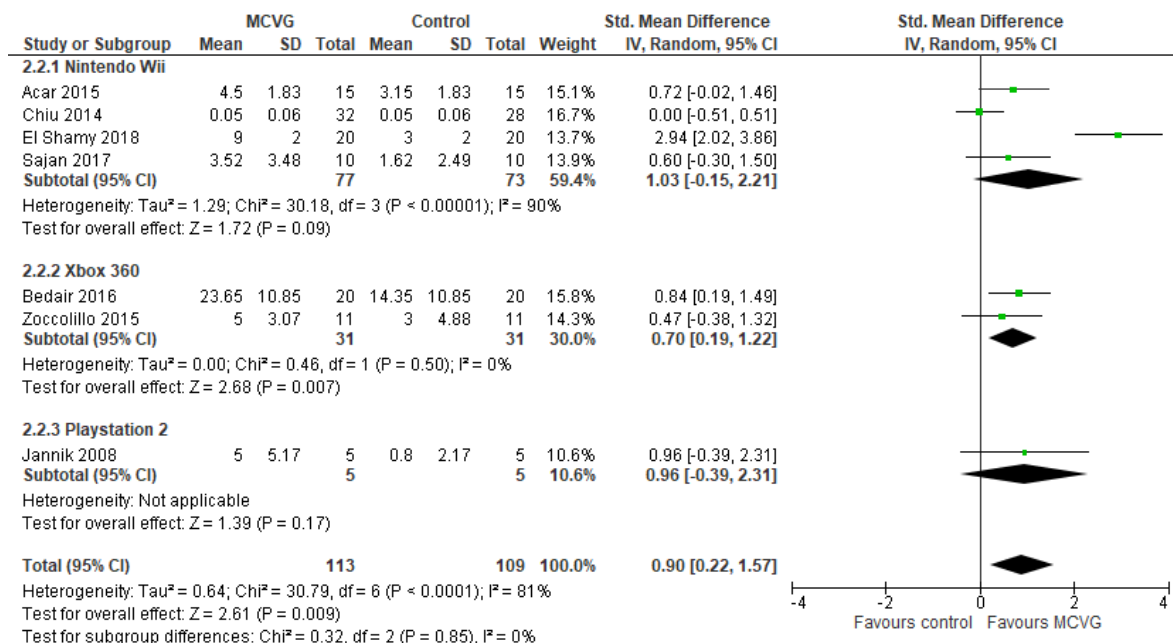 MCVG Control Std. Mean Difference Std. Mean Difference
Study or Subgroup Mean SD Total Mean SD Total Weight IV, Random, 95% CI IV, Random, 95% CI
2.2.1 Nintendo Wii
Acar 2015 4.5 1.83 15 3.15 1.83 15 15.1% 0.72 [-0.02, 1.46]
Chiu 2014 0.05 0.06 32 0.05 0.06 28 16.7% 0.00 [-0.51, 0.51]
El Shamy 2018 9 2 20 3 2 20 13.7% 2.94 [2.02, 3.86]
Sajan 2017 3.52 3.48 10 1.62 2.49 10 13.9% 0.60 [-0.30, 1.50]
Subtotal (95% CI) 77 73 59.4% 1.03 [-0.15, 2.21]
Heterogeneity: Tau² = 1.29; Chi² = 30.18, df = 3 (P < 0.00001); I² = 90%
Test for overall effect: Z = 1.72 (P = 0.09)
2.2.2 Xbox 360
Bedair 2016 23.65 10.85 20 14.35 10.85 20 15.8% 0.84 [0.19, 1.49]
Zoccolillo 2015 5 3.07 11 3 4.88 11 14.3% 0.47 [-0.38, 1.32]
Subtotal (95% CI) 31 31 30.0% 0.70 [0.19, 1.22]
Heterogeneity: Tau² = 0.00; Chi² = 0.46, df = 1 (P = 0.50); I² = 0%
Test for overall effect: Z = 2.68 (P = 0.007)
2.2.3 Playstation 2
Jannik 2008 5 5.17 5 0.8 2.17 5 10.6% 0.96 [-0.39, 2.31]
Subtotal (95% CI) 5 5 10.6% 0.96 [-0.39, 2.31]
Heterogeneity: Not applicable
Test for overall effect: Z = 1.39 (P = 0.17)
Total (95% CI) 113 109 100.0% 0.90 [0.22, 1.57]
Heterogeneity: Tau² = 0.64; Chi² = 30.79, df = 6 (P < 0.0001); I² = 81%
Test for overall effect: Z = 2.61 (P = 0.009)
Test for subgroup differences: Chi² = 0.32, df = 2 (P = 0.85), I² = 0%
-4 -2 0 2 4
Favours control Favours MCVG